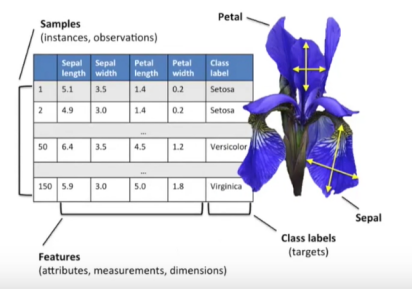 Samples
(instances, observations)
Petal
Sepal length Sepal width Petal length Petal width Class label
1 5.1 3.5 1.4 0.2 Setosa
2 4.9 3.0 1.4 0.2 Setosa
...
50 6.4 3.5 4.5 1.2 Versicolor
...
150 5.9 3.0 5.0 1.8 Virginica
Sepal
Class labels
(targets)
Features
(attributes, measurements, dimensions)